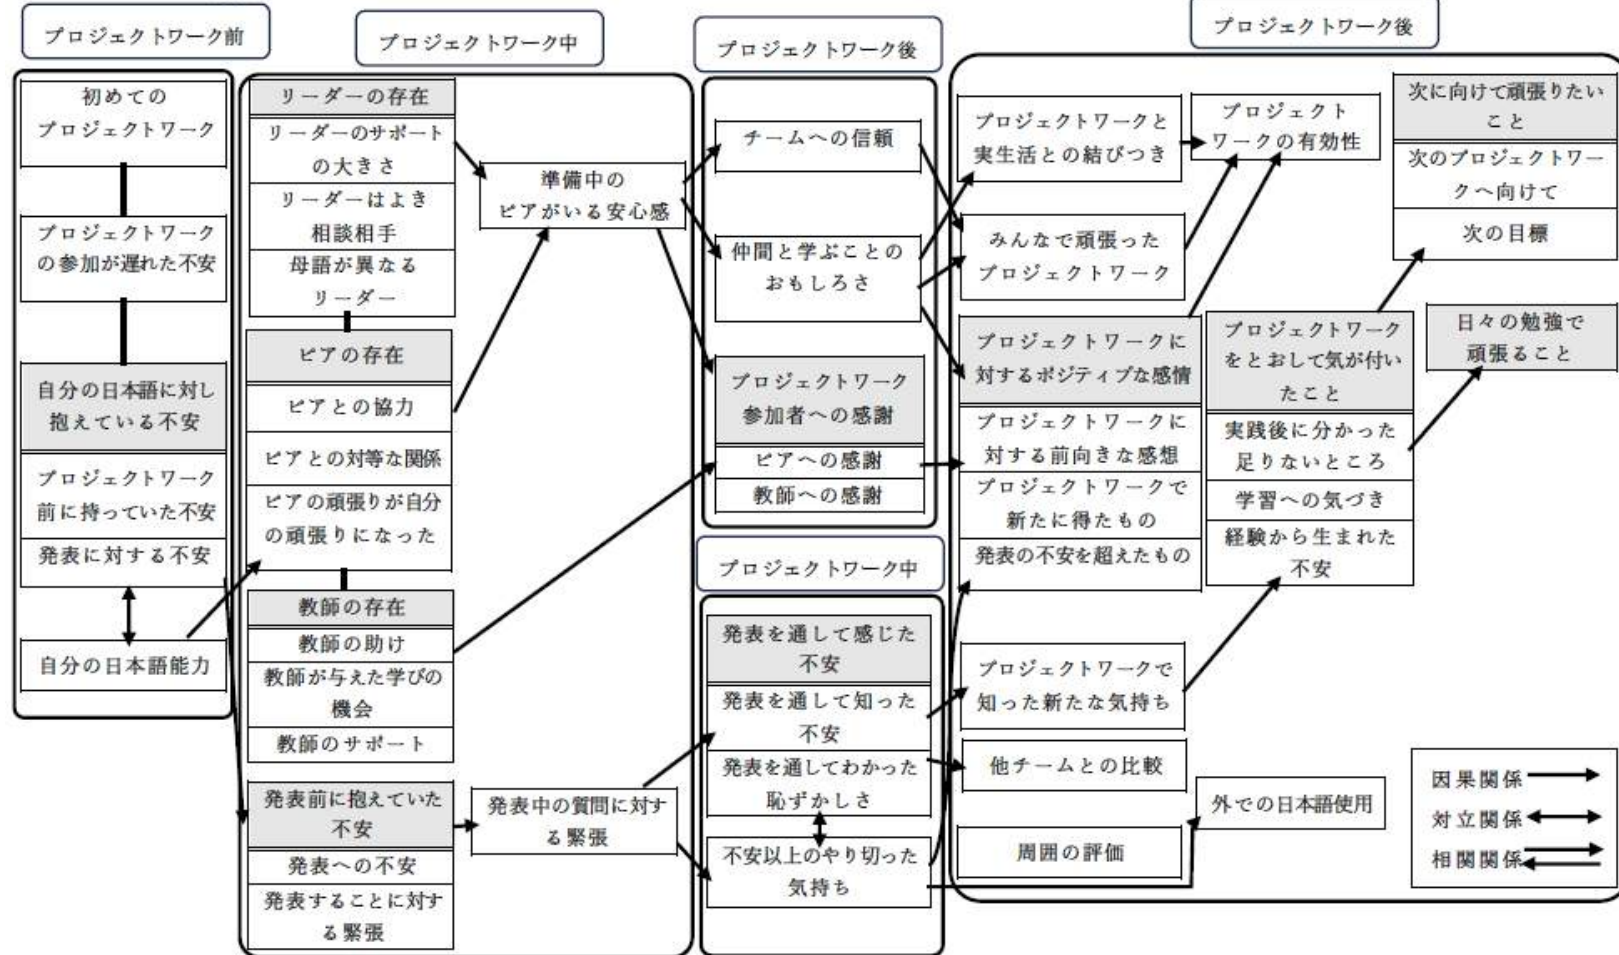 プロジェクトワーク前
初めての
プロジェクトワーク
プロジェクトワーク
の参加が遅れた不安
自分の日本語に対し
抱えている不安
プロジェクトワーク
前に持っていた不安
発表に対する不安
自分の日本語能力
プロジェクトワーク中
リーダーの存在
リーダーのサポート
の大きさ
リーダーはよき
相談相手
母語が異なる
リーダー
ピアの存在
ピアとの協力
ピアとの対等な関係
ピアの頑張りが自分
の頑張りになった
教師の存在
教師の助け
教師が与えた学びの
機会
教師のサポート
発表前に抱えていた
不安
発表への不安
発表することに対す
る緊張
準備中の
ピアがいる安心感
発表中の質問に対す
る緊張
プロジェクトワーク後
チームへの信頼
仲間と学ぶことの
おもしろさ
プロジェクトワーク
参加者への感謝
ピアへの感謝
教師への感謝
プロジェクトワーク中
発表を通して感じた
不安
発表を通して知った
不安
発表を通してわかった
恥ずかしさ
不安以上のやり切った
気持ち
プロジェクトワーク後
プロジェクトワークと
実生活との結びつき
みんなで頑張った
プロジェクトワーク
プロジェクトワークに
対するポジティブな感情
プロジェクトワークに
対する前向きな感想
プロジェクトワークで
新たに得たもの
発表の不安を超えたもの
プロジェクトワークで
知った新たな気持ち
他チームとの比較
周囲の評価
プロジェクト
ワークの有効性
プロジェクトワーク
をとおして気が付い
たこと
実践後に分かった
足りないところ
学習への気づき
経験から生まれた
不安
外での日本語使用
次に向けて頑張りたい
こと
次のプロジェクトワー
クへ向けて
次の目標
日々の勉強で
頑張ること
因果関係
対立関係
相関関係